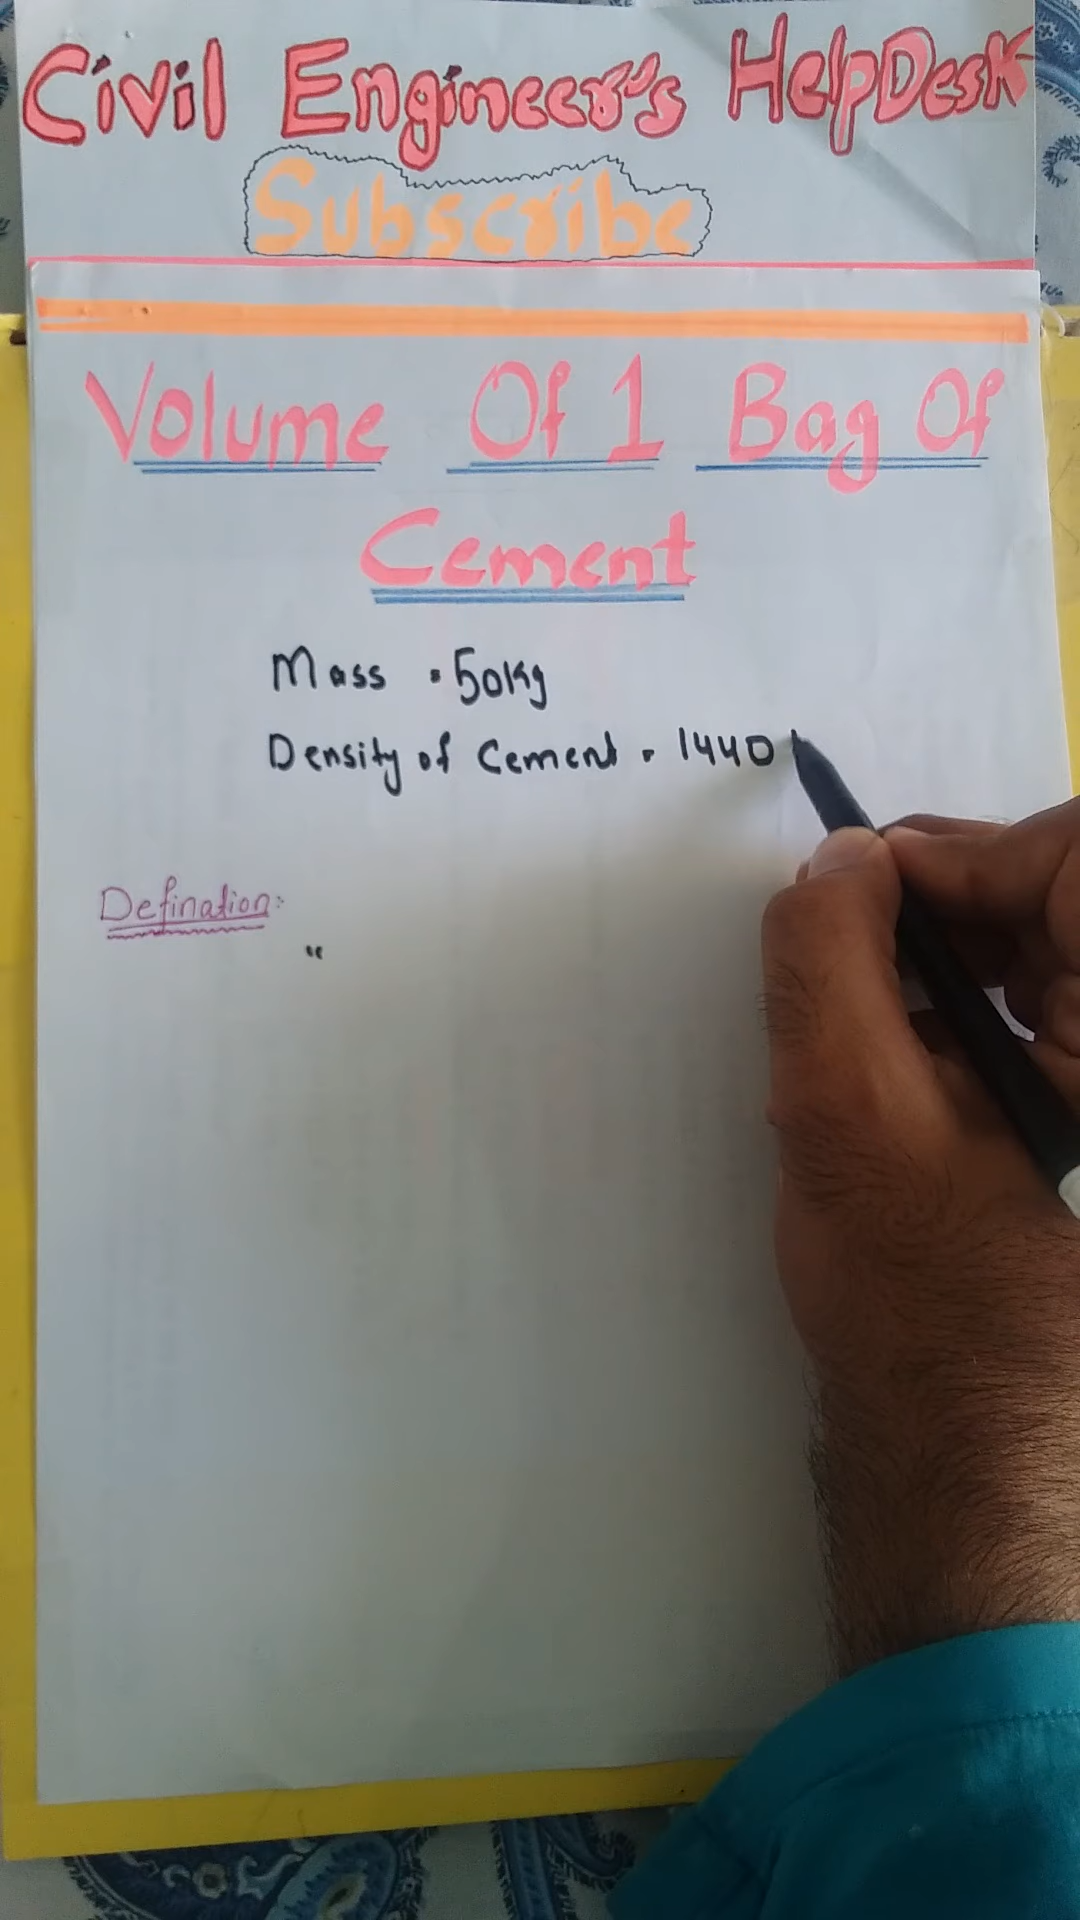 Civil Engineer's HelpDesk
Subscribe
Volume Of 1 Bag Of
Cement
Mass = 50Kg
Density of Cement = 1440
Defination:
"